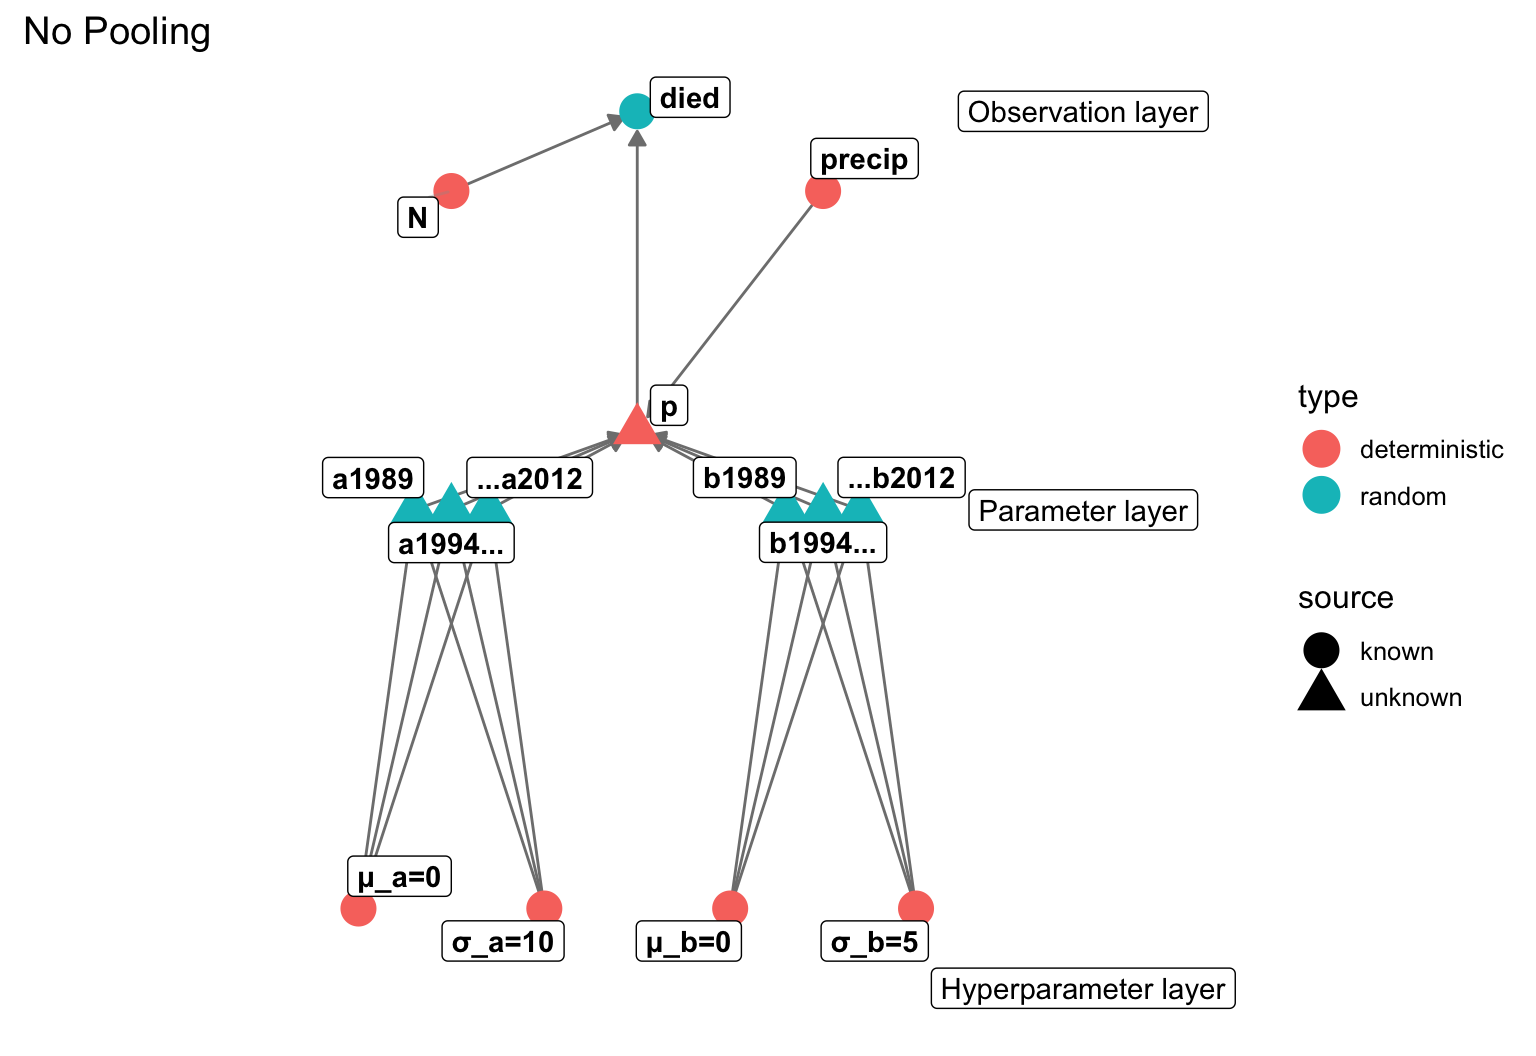 No Pooling
died
Observation layer
precip
N
p
a1989
...a2012
b1989
...b2012
Parameter layer
a1994...
b1994...
μ_a=0
σ_a=10
μ_b=0
σ_b=5
Hyperparameter layer
type
deterministic
random
source
known
unknown